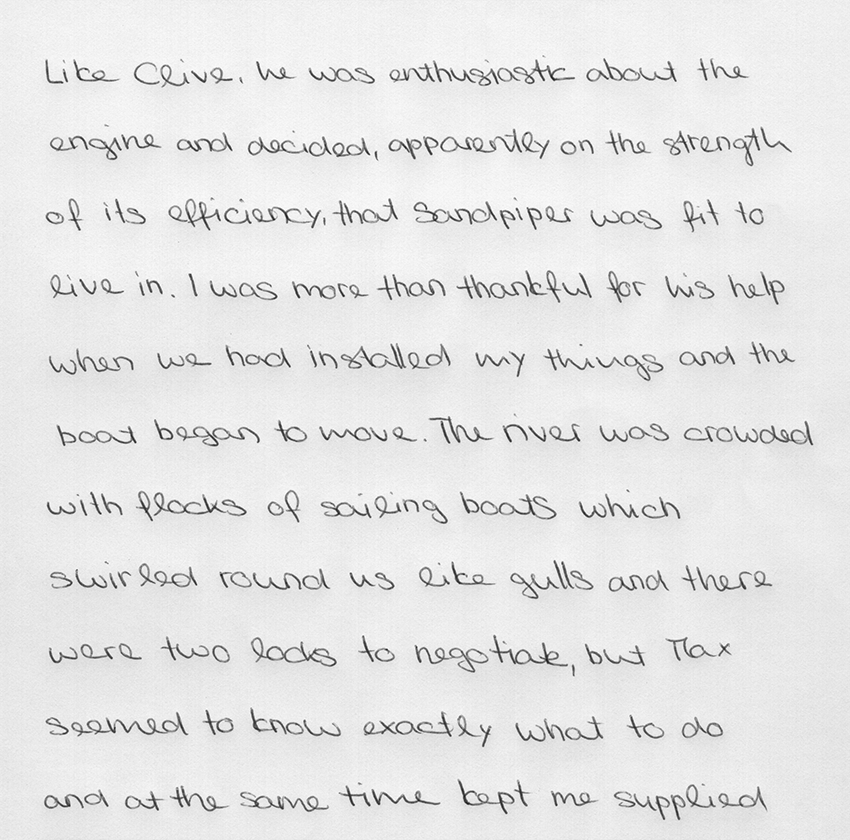 Like Clive, he was enthusiastic about the
engine and decided, apparently on the strength
of its efficiency, that Sandpiper was fit to
live in. I was more than thankful for his help
when we had installed my things and the
boat began to move. The river was crowded
with flocks of sailing boats which
swirled round us like gulls and there
were two locks to negotiate, but Max
seemed to know exactly what to do
and at the same time kept me supplied